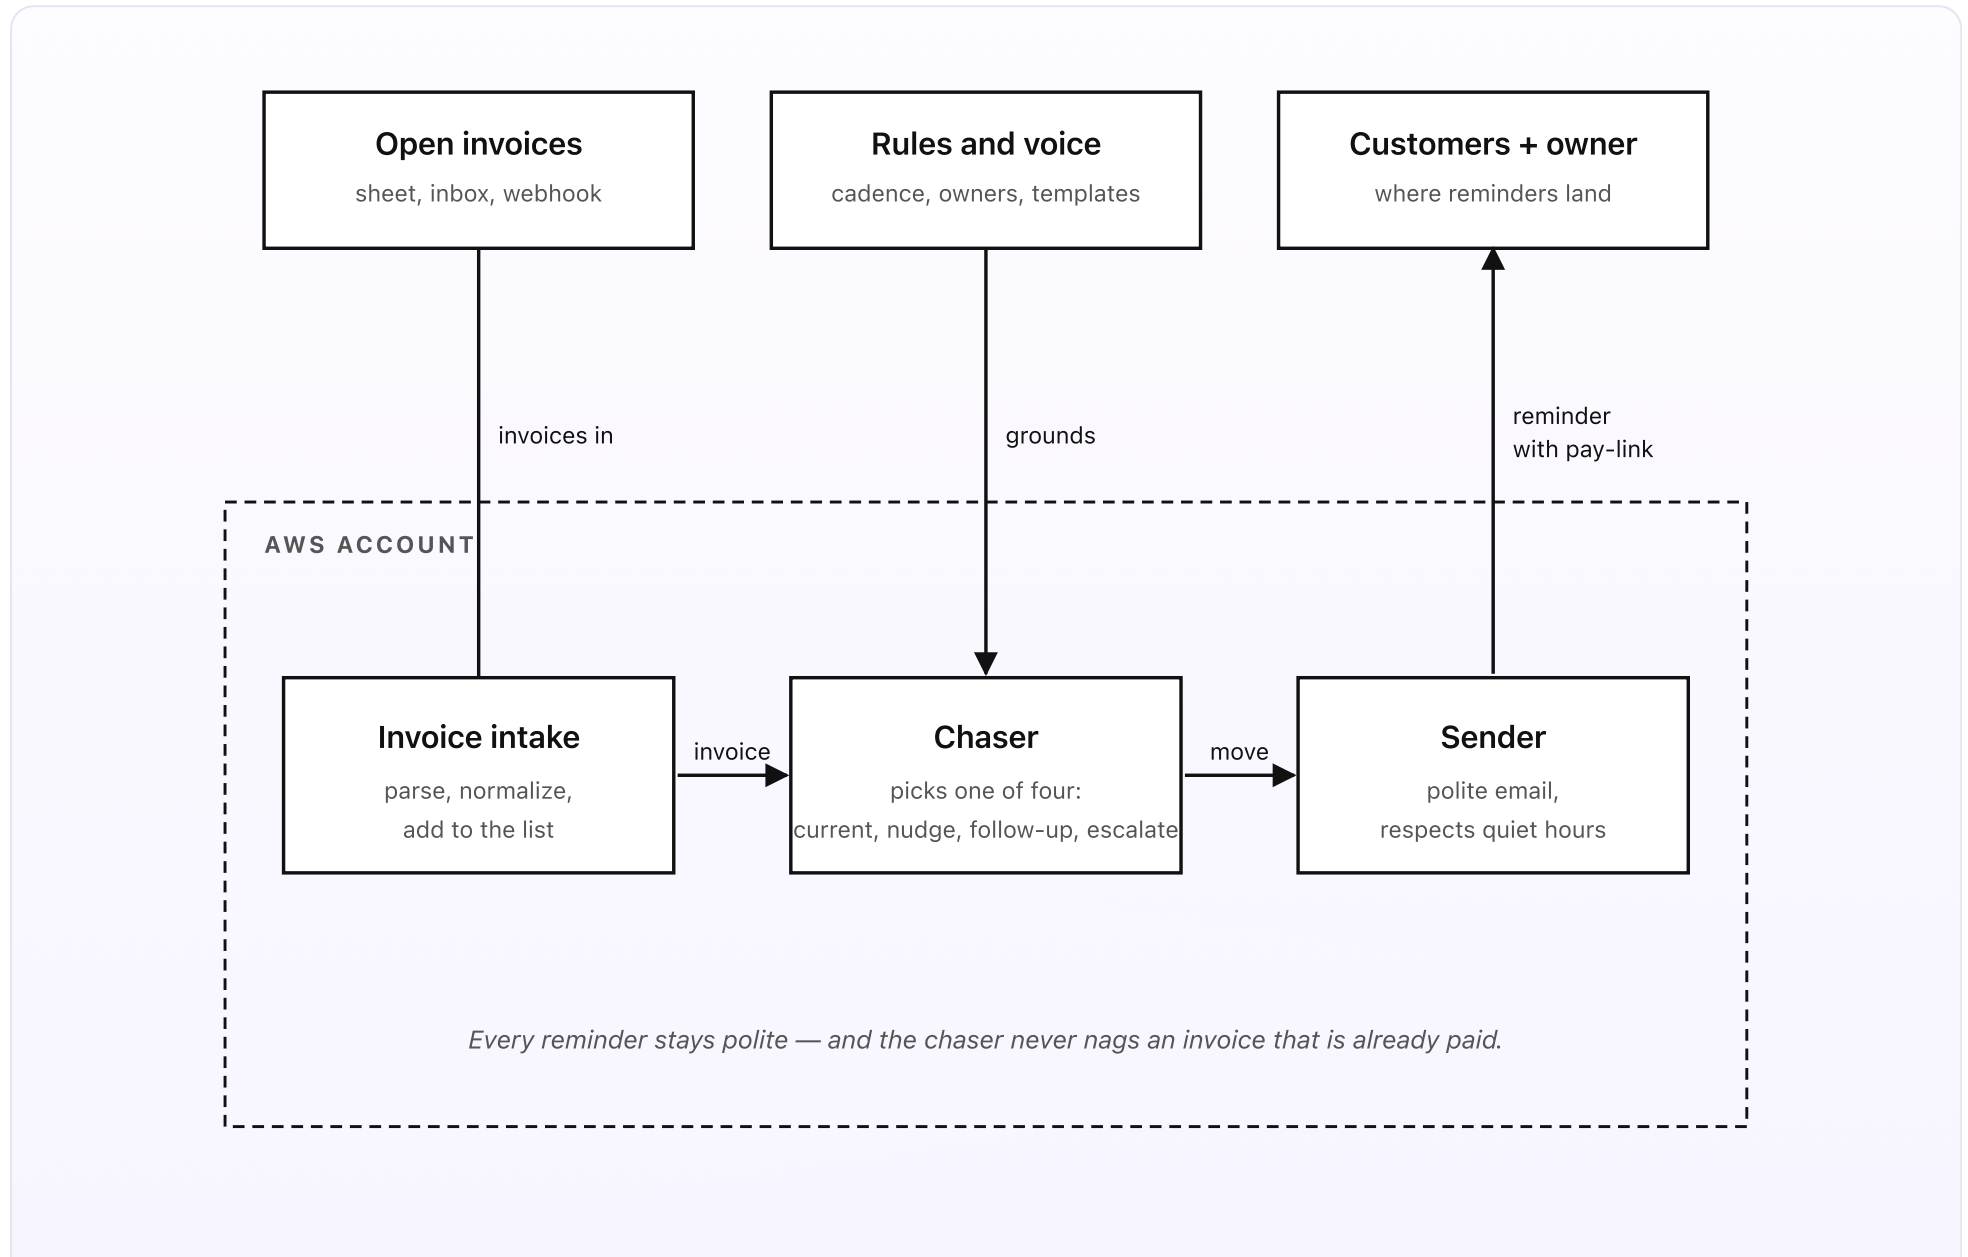 Open invoices
sheet, inbox, webhook
Rules and voice
cadence, owners, templates
Customers + owner
where reminders land
invoices in
grounds
reminder
with pay-link
AWS ACCOUNT
Invoice intake
parse, normalize,
add to the list
invoice
Chaser
picks one of four:
current, nudge, follow-up, escalate
move
Sender
polite email,
respects quiet hours
Every reminder stays polite — and the chaser never nags an invoice that is already paid.